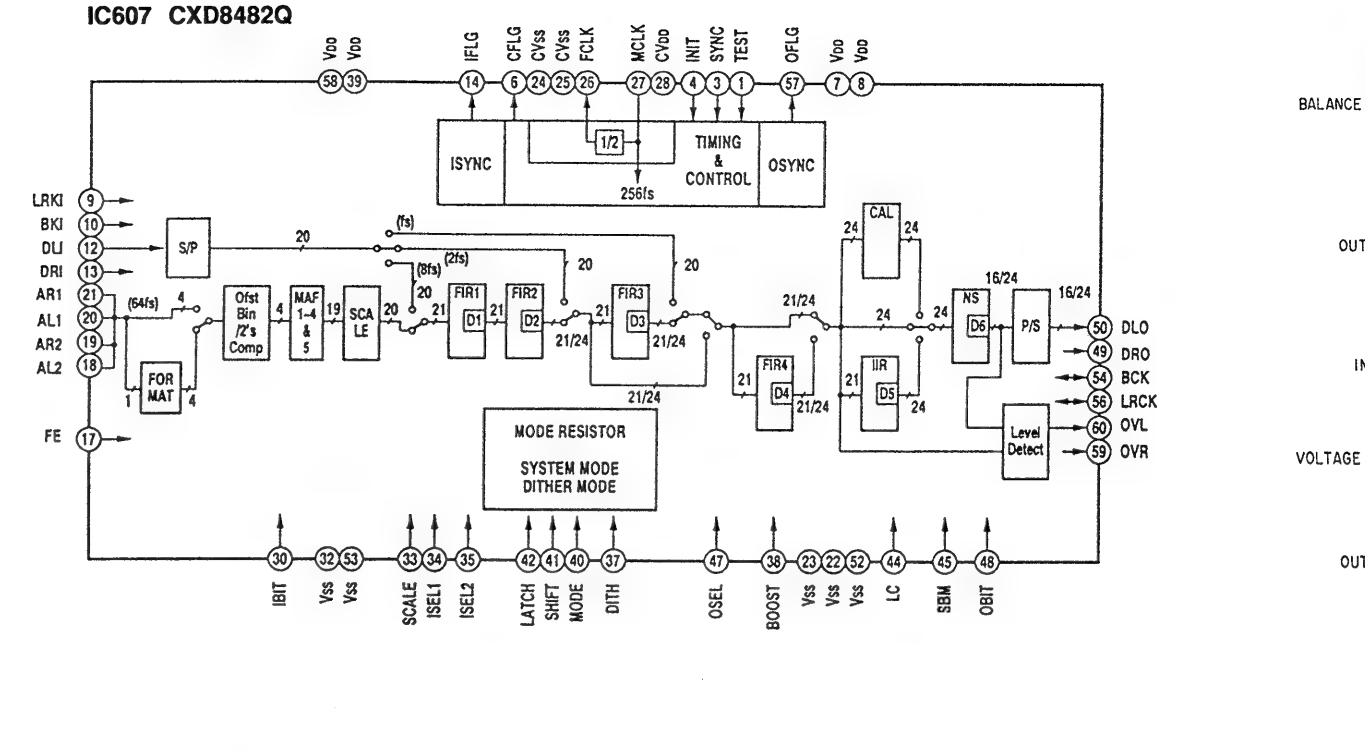 IC607 CXD8482Q
VDD VDD IFLG CFLG CVSS CVSS FCLK MCLK CVDD INIT SYNC TEST OFLG VDD VDD
58 39 14 6 24 25 26 27 28 4 3 1 57 7 8
BALANCE
1/2
TIMING
&
CONTROL
ISYNC
OSYNC
256fs
LRKI 9
BKI 10
DLI 12
DRI 13
AR1 21
AL1 20
AR2 19
AL2 18
FE 17
S/P
20
(fs)
(2fs)
(8fs)
20
20
20
(64fs)
4
FOR
MAT
1
4
Ofst
Bin
/2's
Comp
4
MAF
1-4
&
5
19
SCA
LE
20
21
FIR1
D1
21
FIR2
D2
21/24
21
FIR3
D3
21/24
21/24
21/24
21
FIR4
D4
21/24
24
CAL
24
24
21
IIR
D5
24
24
NS
D6
16/24
P/S
16/24
Level
Detect
50 DLO
49 DRO
54 BCK
56 LRCK
60 OVL
59 OVR
OUT
IN
VOLTAGE
OUT
MODE RESISTOR
SYSTEM MODE
DITHER MODE
30 32 53 33 34 35 42 41 40 37 47 38 23 22 52 44 45 48
IBIT VSS VSS SCALE ISEL1 ISEL2 LATCH SHIFT MODE DITH OSEL BOOST VSS VSS VSS LC SBM OBIT